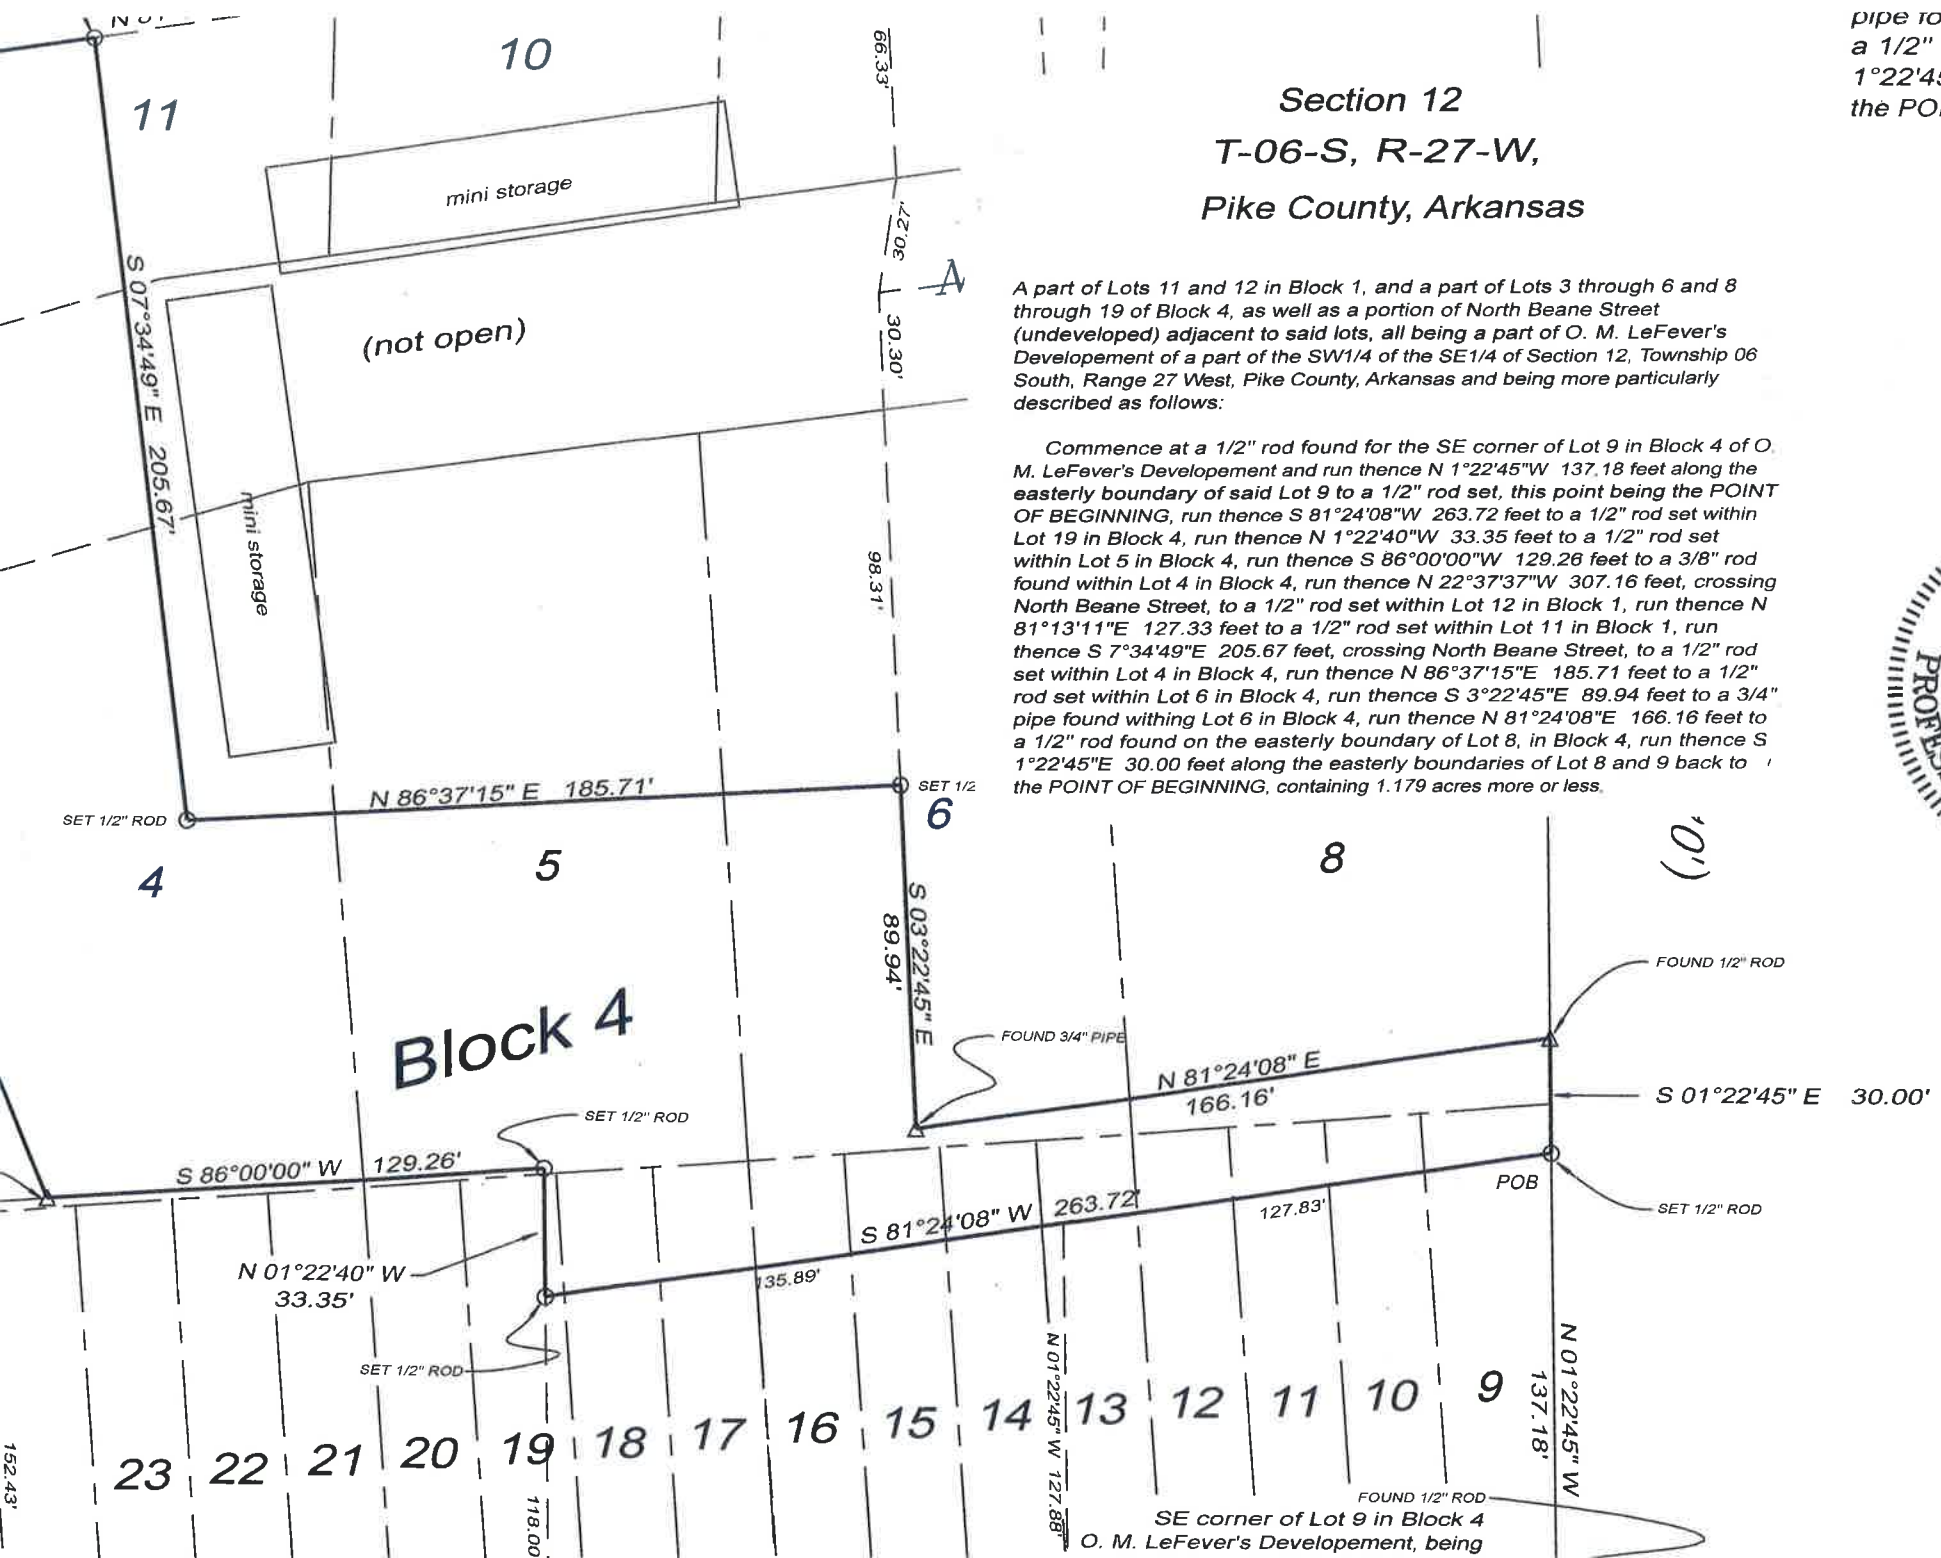 N 
11
10
66.33'
mini storage
30.27'
A
30.30'
(not open)
S 07°34'49" E 205.67'
mini storage
98.31'
pipe
a 1/2"
1°22'45
the
Section 12
T-06-S, R-27-W,
Pike County, Arkansas
A part of Lots 11 and 12 in Block 1, and a part of Lots 3 through 6 and 8
through 19 of Block 4, as well as a portion of North Beane Street
(undeveloped) adjacent to said lots, all being a part of O. M. LeFever's
Developement of a part of the SW1/4 of the SE1/4 of Section 12, Township 06
South, Range 27 West, Pike County, Arkansas and being more particularly
described as follows:
Commence at a 1/2" rod found for the SE corner of Lot 9 in Block 4 of O.
M. LeFever's Developement and run thence N 1°22'45"W 137.18 feet along the
easterly boundary of said Lot 9 to a 1/2" rod set, this point being the POINT
OF BEGINNING, run thence S 81°24'08"W 263.72 feet to a 1/2" rod set within
Lot 19 in Block 4, run thence N 1°22'40"W 33.35 feet to a 1/2" rod set
within Lot 5 in Block 4, run thence S 86°00'00"W 129.26 feet to a 3/8" rod
found within Lot 4 in Block 4, run thence N 22°37'37"W 307.16 feet, crossing
North Beane Street, to a 1/2" rod set within Lot 12 in Block 1, run thence N
81°13'11"E 127.33 feet to a 1/2" rod set within Lot 11 in Block 1, run
thence S 7°34'49"E 205.67 feet, crossing North Beane Street, to a 1/2" rod
set within Lot 4 in Block 4, run thence N 86°37'15"E 185.71 feet to a 1/2"
rod set within Lot 6 in Block 4, run thence S 3°22'45"E 89.94 feet to a 3/4"
pipe found withing Lot 6 in Block 4, run thence N 81°24'08"E 166.16 feet to
a 1/2" rod found on the easterly boundary of Lot 8, in Block 4, run thence S
1°22'45"E 30.00 feet along the easterly boundaries of Lot 8 and 9 back to
the POINT OF BEGINNING, containing 1.179 acres more or less.
SET 1/2" ROD
N 86°37'15" E 185.71'
SET 1/2
6
4
5
8
0')
S 03°22'45" E
89.94'
Block 4
FOUND 1/2" ROD
FOUND 3/4" PIPE
N 81°24'08" E
166.16'
S 01°22'45" E 30.00'
SET 1/2" ROD
S 86°00'00" W 129.26'
S 81°24'08" W 263.72'
127.83'
POB
SET 1/2" ROD
N 01°22'40" W
33.35'
135.89'
SET 1/2" ROD
23
22
21
20
19
18
17
16
15
14
13
12
11
10
9
152.43'
118.00
N 01°22'45" W 127.88'
N 01°22'45" W
137.18'
FOUND 1/2" ROD
SE corner of Lot 9 in Block 4
O. M. LeFever's Developement, being